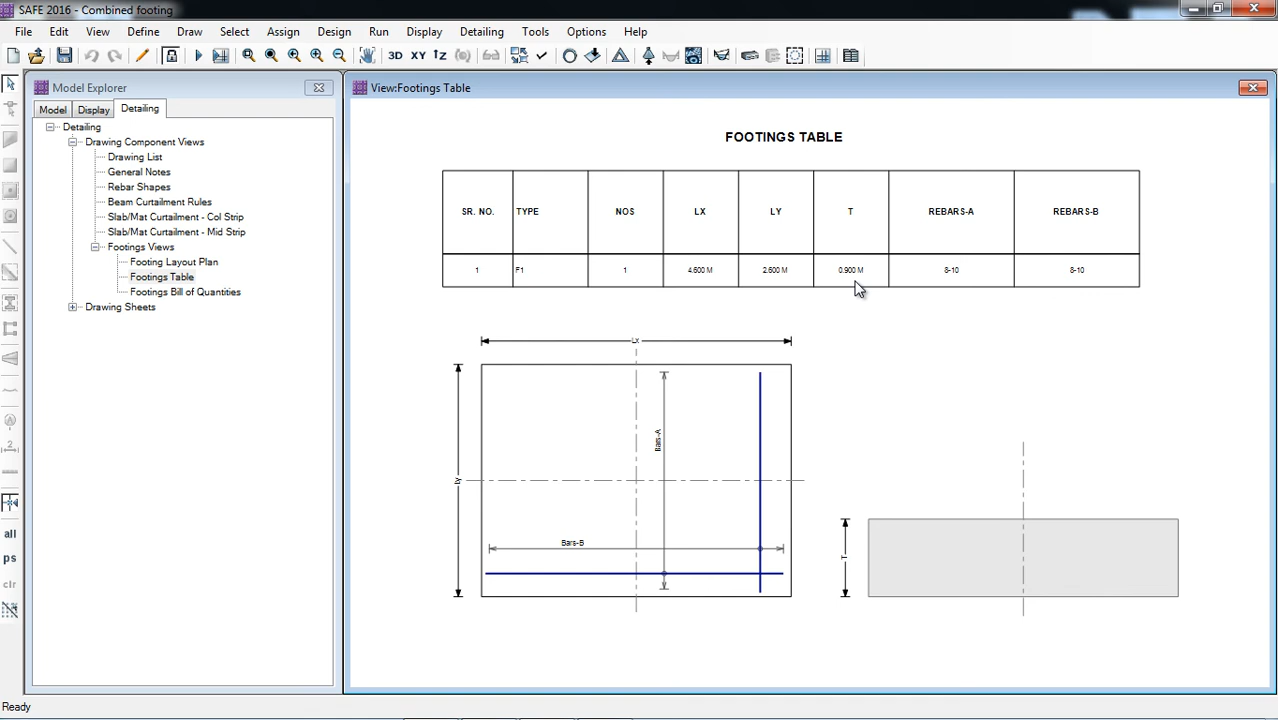 SAFE 2016 - Combined footing
File Edit View Define Draw Select Assign Design Run Display Detailing Tools Options Help
3D XY
Model Explorer
Model Display Detailing
Detailing
Drawing Component Views
Drawing List
General Notes
Rebar Shapes
Beam Curtailment Rules
Slab/Mat Curtailment - Col Strip
Slab/Mat Curtailment - Mid Strip
Footings Views
Footing Layout Plan
Footings Table
Footings Bill of Quantities
Drawing Sheets
all
ps
clr
View:Footings Table
FOOTINGS TABLE
SR. NO. TYPE NOS LX LY T REBARS-A REBARS-B
1 F1 1 4.600 M 2.600 M 0.900 M 8-10 8-10
Lx
Ly
Bars-A
Bars-B
T
Ready